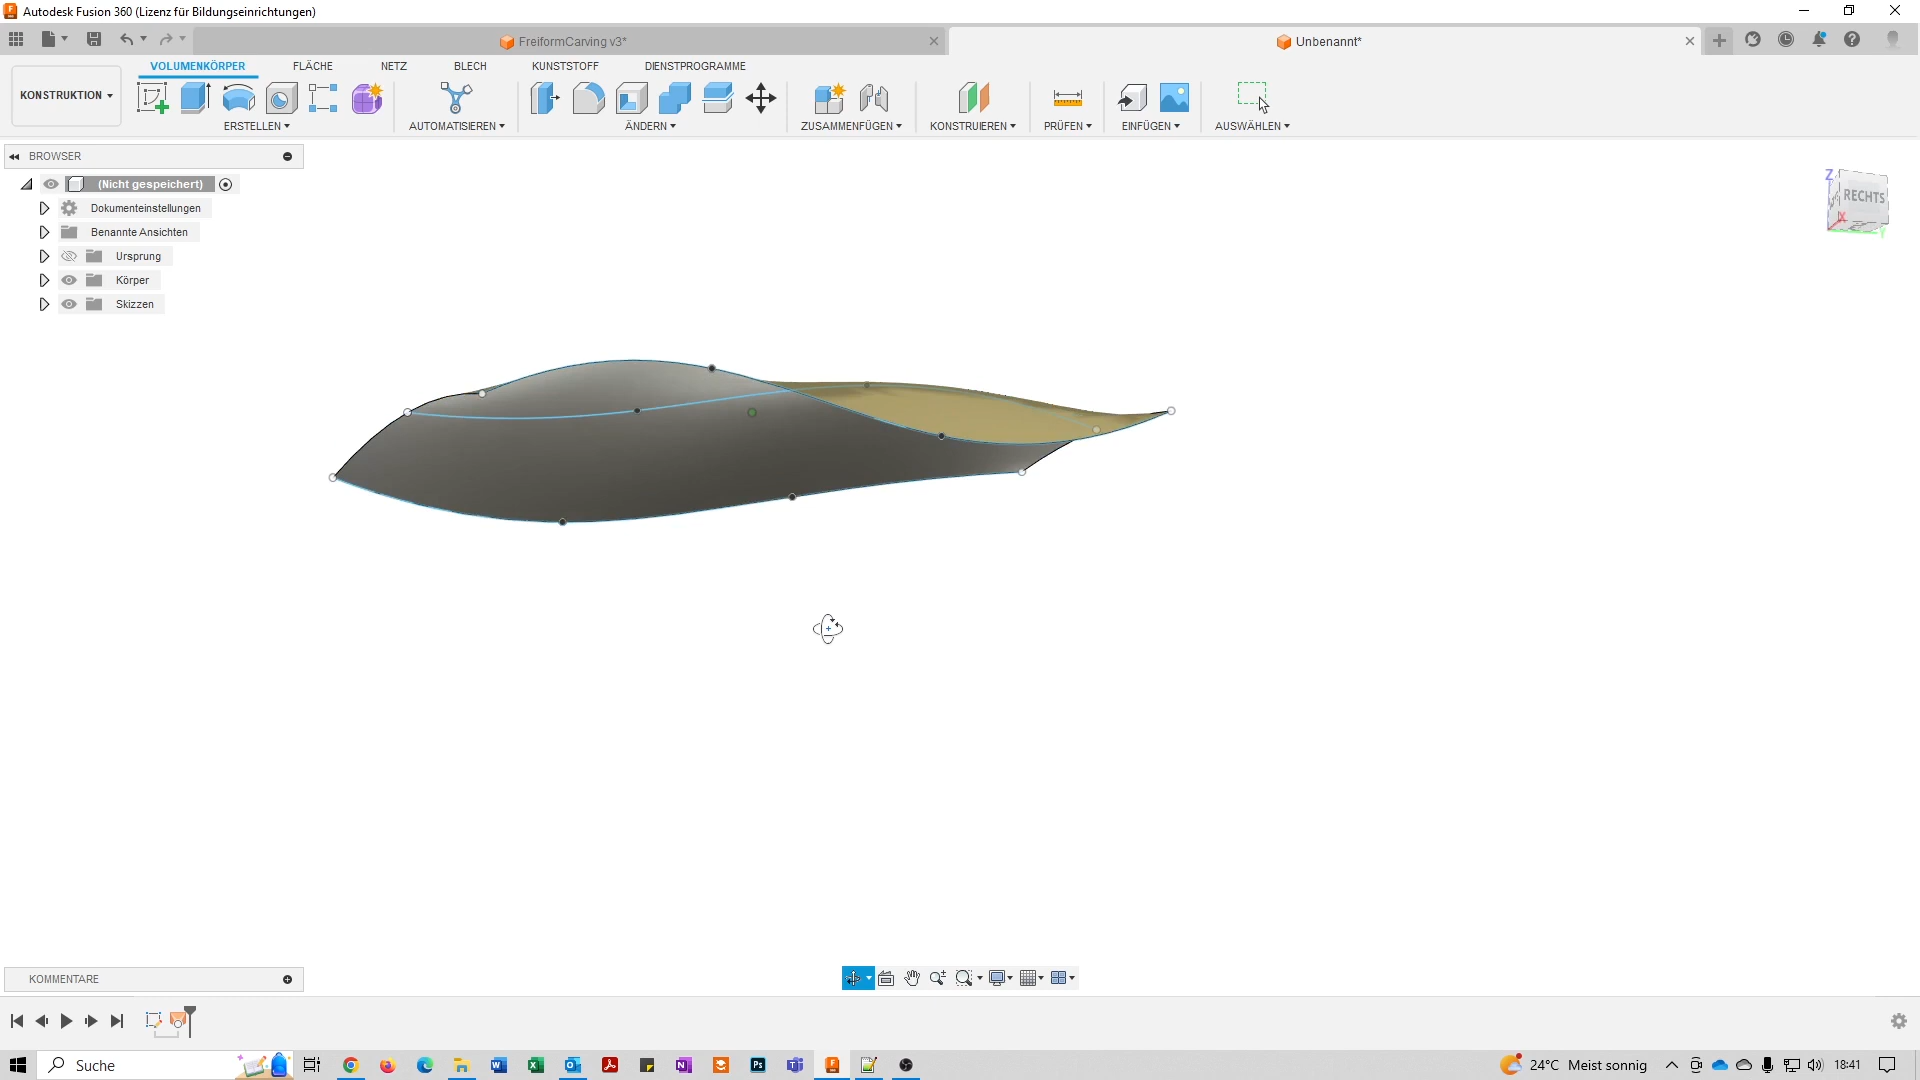 Autodesk Fusion 360 (Lizenz für Bildungseinrichtungen)
FreiformCarving v3*
Unbenannt*
VOLUMENKÖRPER FLÄCHE NETZ BLECH KUNSTSTOFF DIENSTPROGRAMME
KONSTRUKTION
ERSTELLEN AUTOMATISIEREN ÄNDERN ZUSAMMENFÜGEN KONSTRUIEREN PRÜFEN EINFÜGEN AUSWÄHLEN
BROWSER
(Nicht gespeichert)
Dokumenteinstellungen
Benannte Ansichten
Ursprung
Körper
Skizzen
Z
RECHTS
X
Y
KOMMENTARE
Suche
24°C Meist sonnig
18:41